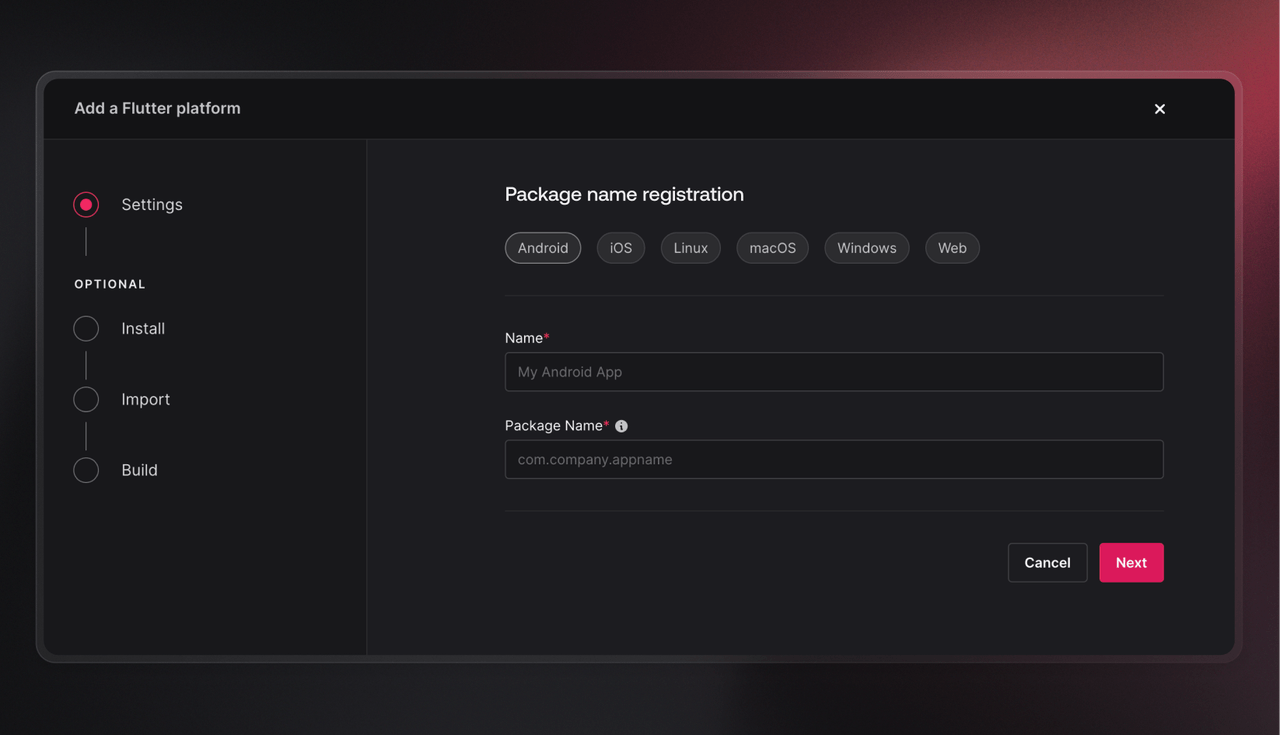 Add a Flutter platform
Settings
OPTIONAL
Install
Import
Build
Package name registration
Android iOS Linux macOS Windows Web
Name*
My Android App
Package Name*
com.company.appname
Cancel Next